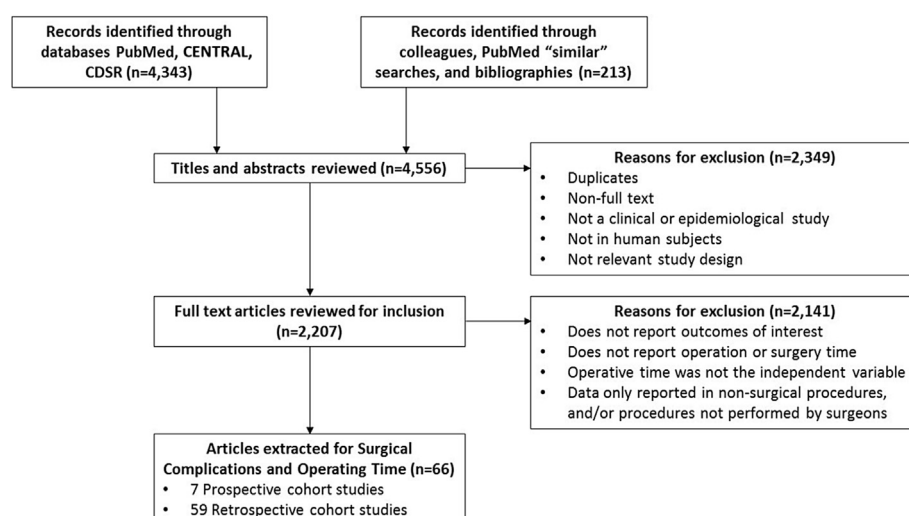 Records identified through
databases PubMed, CENTRAL,
CDSR (n=4,343)
Records identified through
colleagues, PubMed “similar”
searches, and bibliographies (n=213)
Titles and abstracts reviewed (n=4,556)
Reasons for exclusion (n=2,349)
• Duplicates
• Non-full text
• Not a clinical or epidemiological study
• Not in human subjects
• Not relevant study design
Full text articles reviewed for inclusion
(n=2,207)
Reasons for exclusion (n=2,141)
• Does not report outcomes of interest
• Does not report operation or surgery time
• Operative time was not the independent variable
• Data only reported in non-surgical procedures,
and/or procedures not performed by surgeons
Articles extracted for Surgical
Complications and Operating Time (n=66)
• 7 Prospective cohort studies
• 59 Retrospective cohort studies